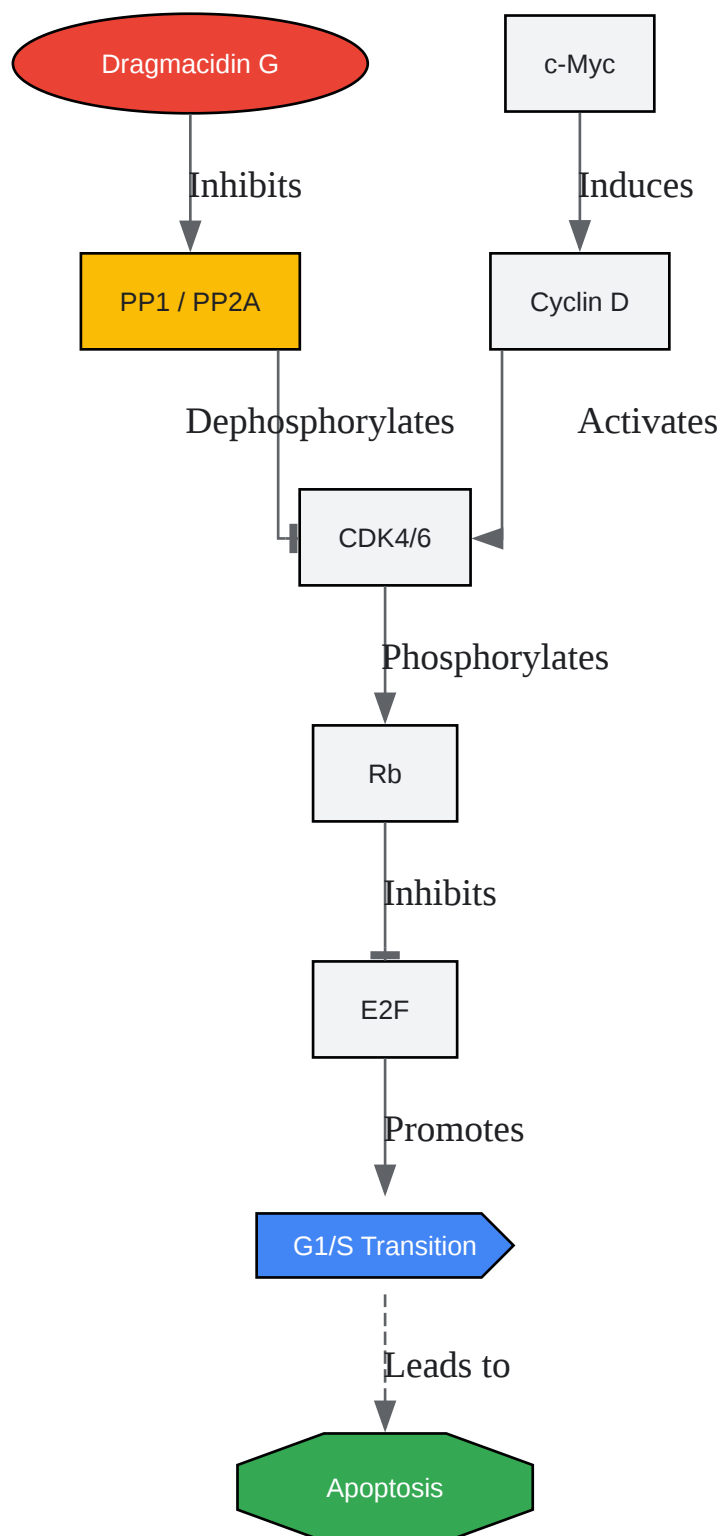 Dragmacidin G
c-Myc
Inhibits
Induces
PP1 / PP2A
Cyclin D
Dephosphorylates
Activates
CDK4/6
Phosphorylates
Rb
Inhibits
E2F
Promotes
G1/S Transition
Leads to
Apoptosis